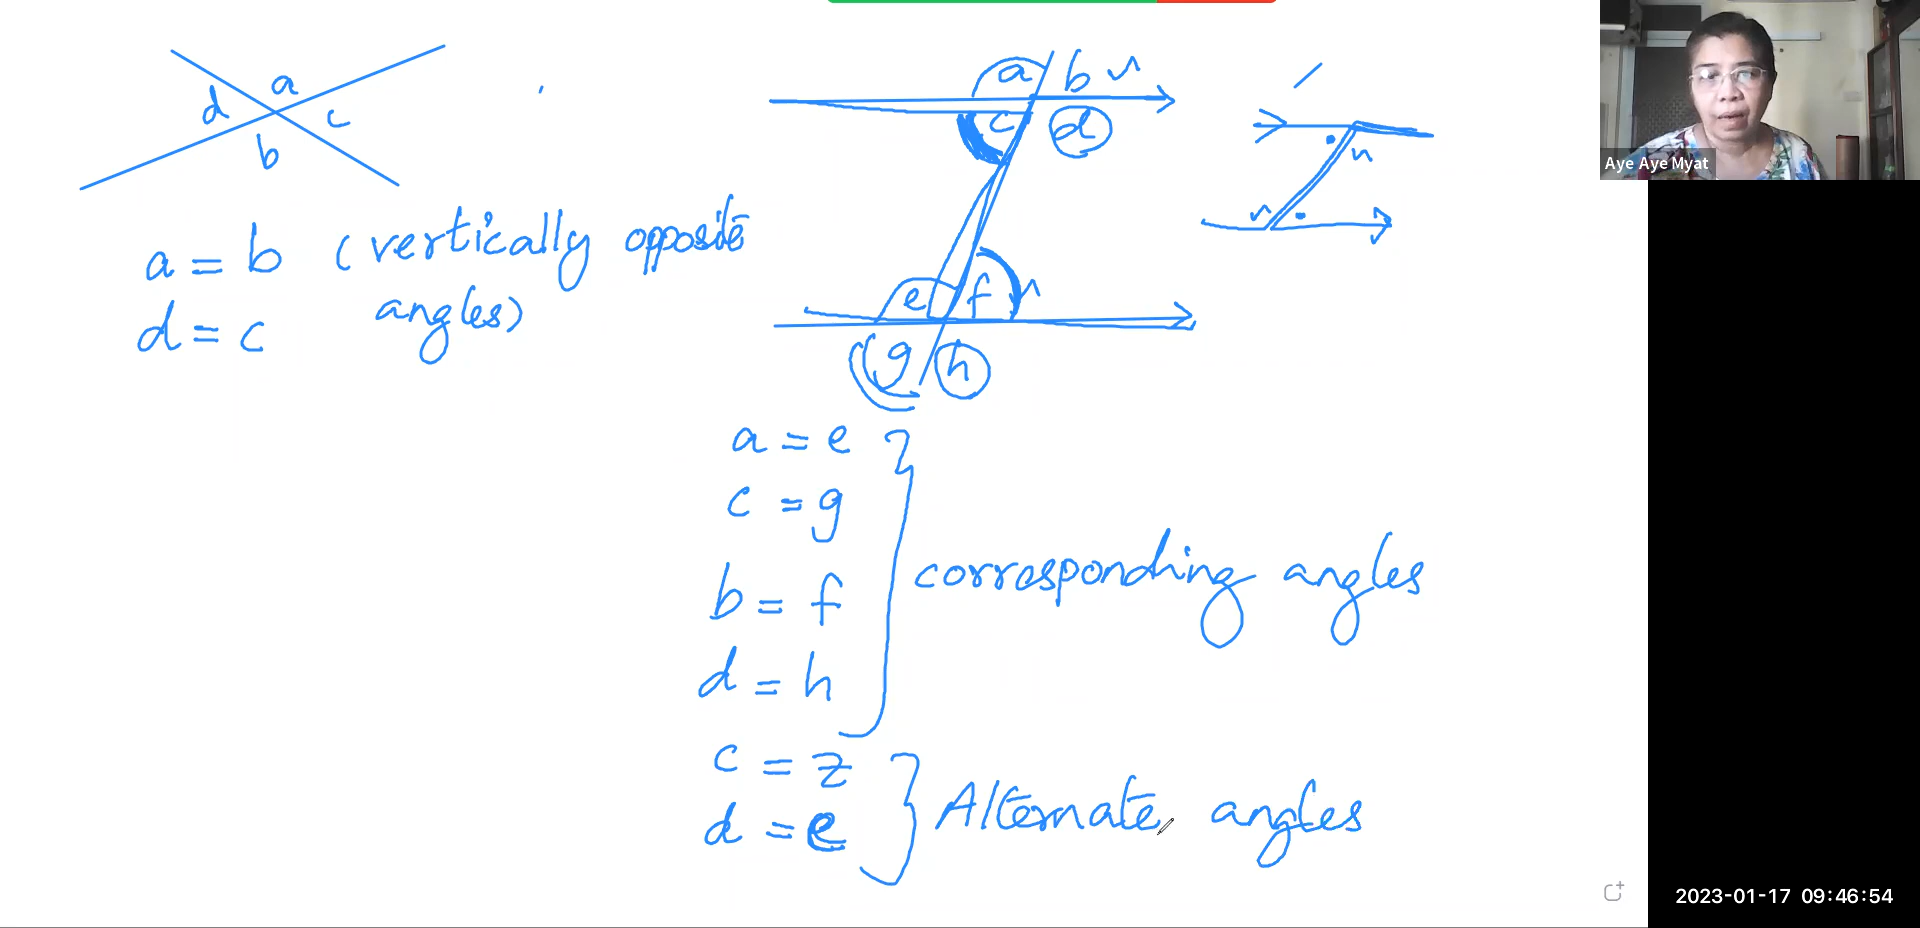 a
d
c
b
a = b (vertically opposite
d = c angles)
a b
c d
e f
g h
a = e
c = g
b = f
d = h
corresponding angles
c = z
d = e
Alternate angles
Aye Aye Myat
2023-01-17 09:46:54